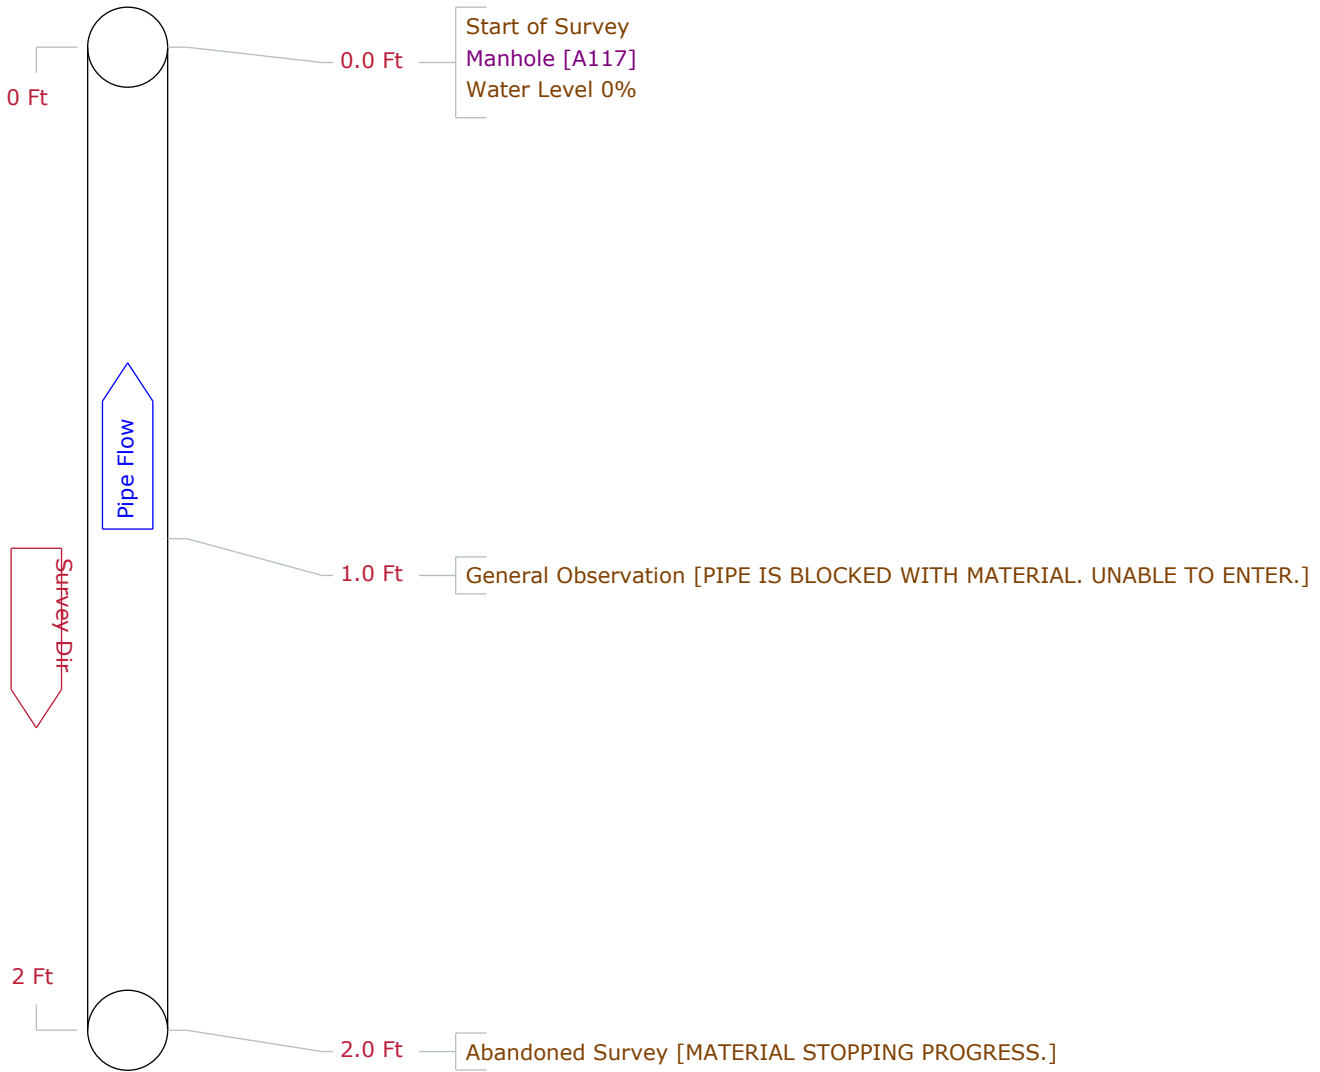 Start of Survey
0.0 Ft
Manhole [A117]
Water Level 0%
0 Ft
Pipe Flow
Survey Dir
1.0 Ft
General Observation [PIPE IS BLOCKED WITH MATERIAL. UNABLE TO ENTER.]
2 Ft
2.0 Ft
Abandoned Survey [MATERIAL STOPPING PROGRESS.]